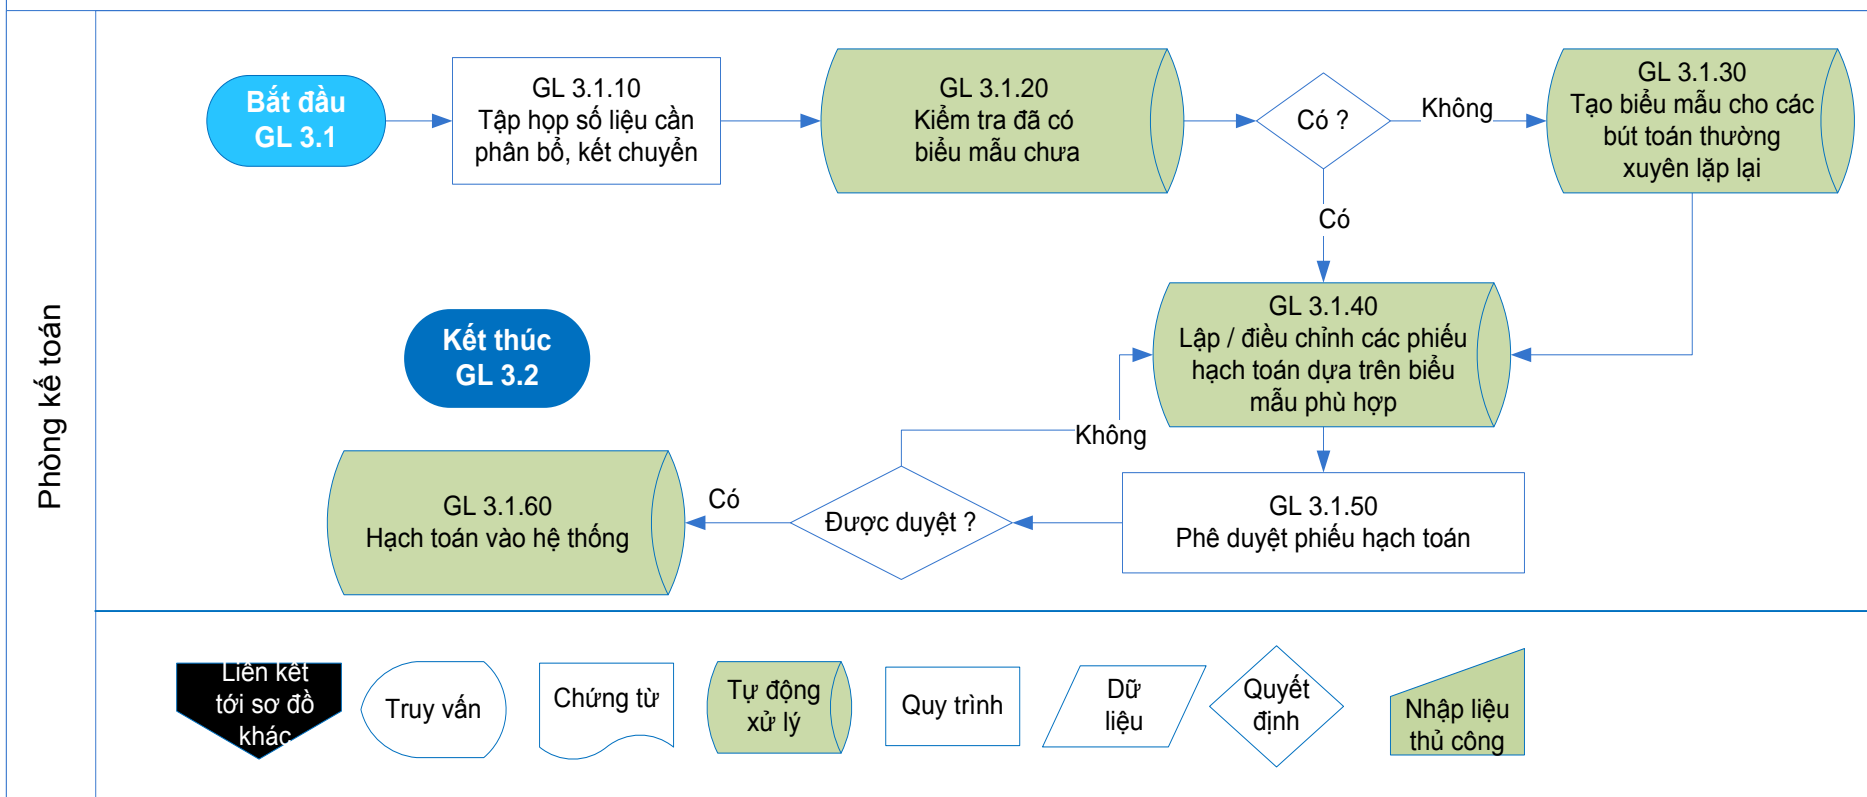 Phòng kế toán
Bắt đầu
GL 3.1
GL 3.1.10
Tập họp số liệu cần
phân bổ, kết chuyển
GL 3.1.20
Kiểm tra đã có
biểu mẫu chưa
Có ?
Không
GL 3.1.30
Tạo biểu mẫu cho các
bút toán thường
xuyên lặp lại
Có
GL 3.1.40
Lập / điều chỉnh các phiếu
hạch toán dựa trên biểu
mẫu phù hợp
Kết thúc
GL 3.2
Không
GL 3.1.50
Phê duyệt phiếu hạch toán
Được duyệt ?
Có
GL 3.1.60
Hạch toán vào hệ thống
Liên kết
tới sơ đồ
khác
Truy vấn
Chứng từ
Tự động
xử lý
Quy trình
Dữ
liệu
Quyết
định
Nhập liệu
thủ công